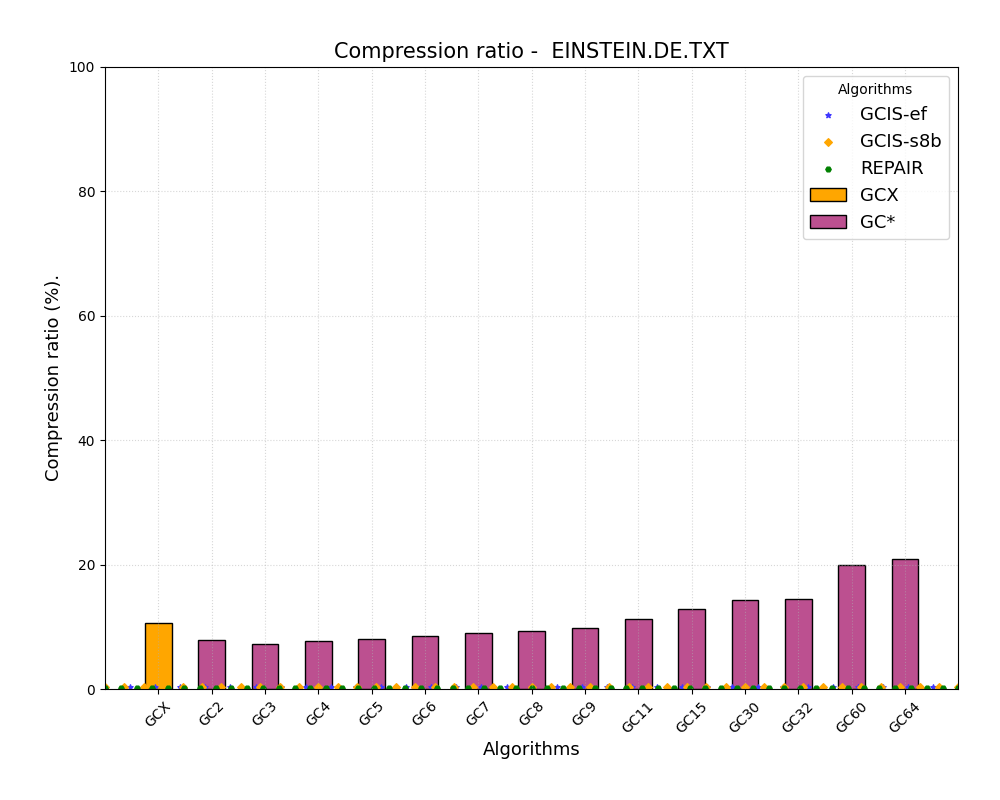 Compression ratio -  EINSTEIN.DE.TXT
Algorithms
GCIS-ef
GCIS-s8b
REPAIR
GCX
GC*
Compression ratio (%).
100
80
60
40
20
0
GCX GC2 GC3 GC4 GC5 GC6 GC7 GC8 GC9 GC11 GC15 GC30 GC32 GC60 GC64
Algorithms